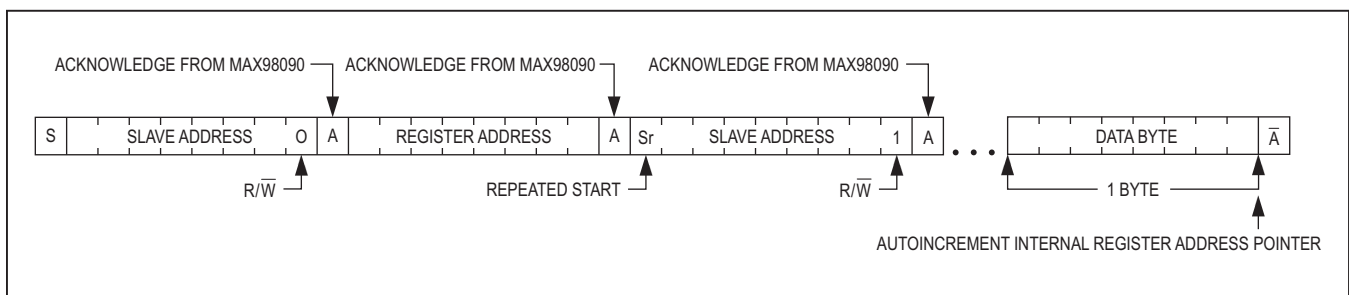 ACKNOWLEDGE FROM MAX98090 ACKNOWLEDGE FROM MAX98090 ACKNOWLEDGE FROM MAX98090
S SLAVE ADDRESS O A REGISTER ADDRESS A Sr SLAVE ADDRESS 1 A ... DATA BYTE A̅
R/W̅ REPEATED START R/W̅ 1 BYTE
AUTOINCREMENT INTERNAL REGISTER ADDRESS POINTER